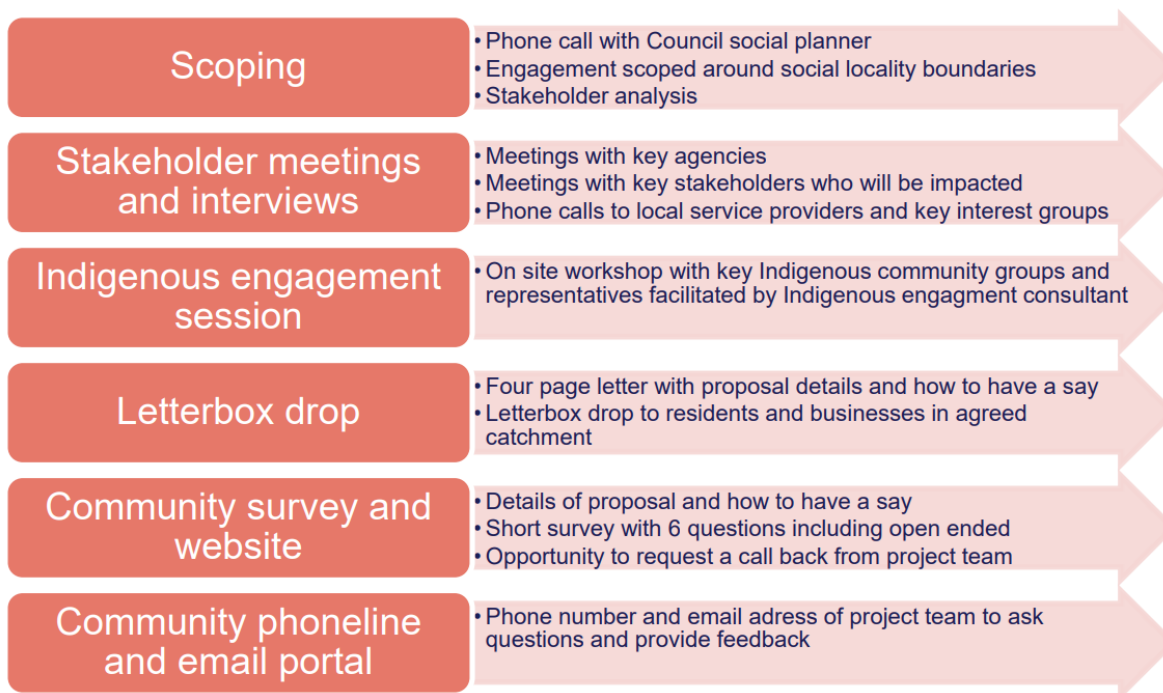 Scoping
• Phone call with Council social planner
• Engagement scoped around social locality boundaries
• Stakeholder analysis
Stakeholder meetings
and interviews
• Meetings with key agencies
• Meetings with key stakeholders who will be impacted
• Phone calls to local service providers and key interest groups
Indigenous engagement
session
• On site workshop with key Indigenous community groups and
representatives facilitated by Indigenous engagment consultant
Letterbox drop
• Four page letter with proposal details and how to have a say
• Letterbox drop to residents and businesses in agreed
catchment
Community survey and
website
• Details of proposal and how to have a say
• Short survey with 6 questions including open ended
• Opportunity to request a call back from project team
Community phoneline
and email portal
• Phone number and email adress of project team to ask
questions and provide feedback